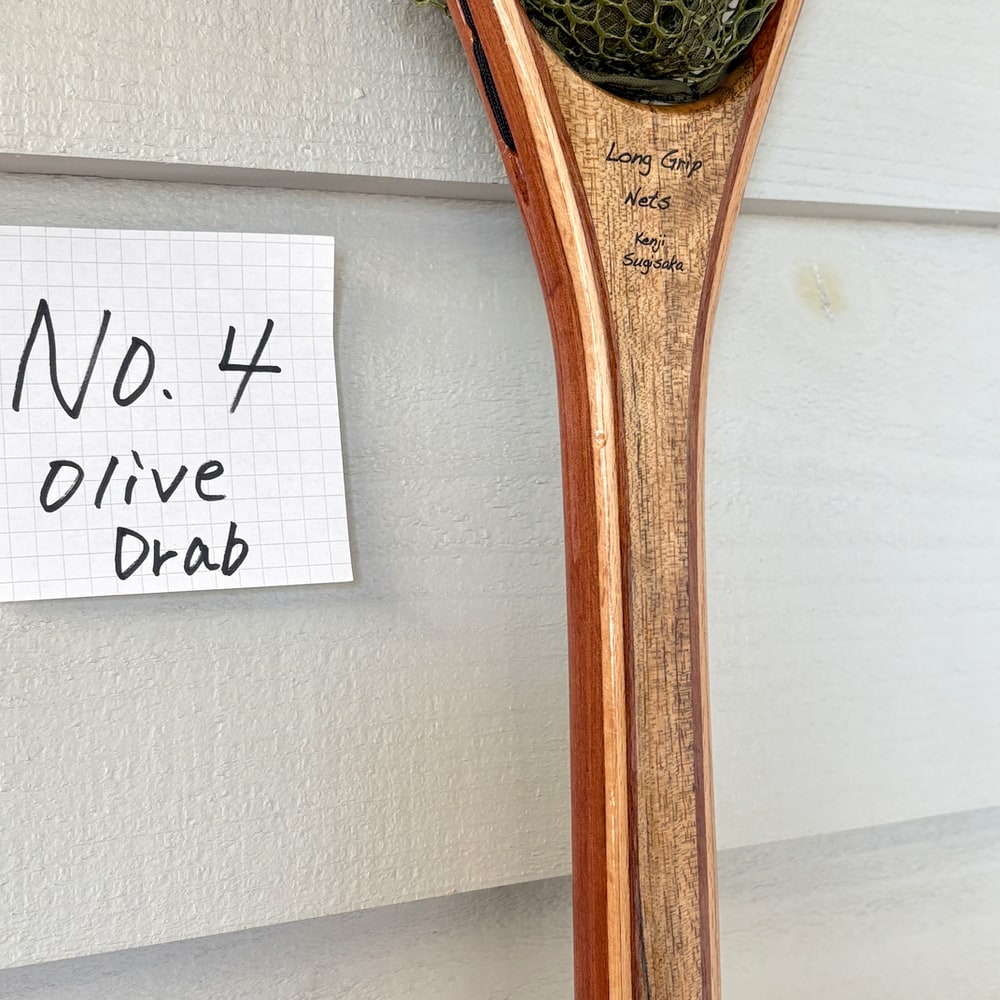 No. 4
Olive
Drab
Long Grip
Nets
Kenji
Sugisaka